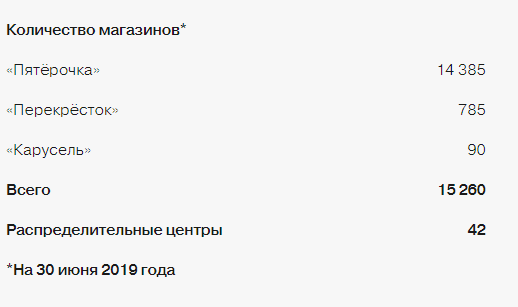 Количество магазинов*
«Пятёрочка» 14 385
«Перекрёсток» 785
«Карусель» 90
Всего 15 260
Распределительные центры 42
*На 30 июня 2019 года